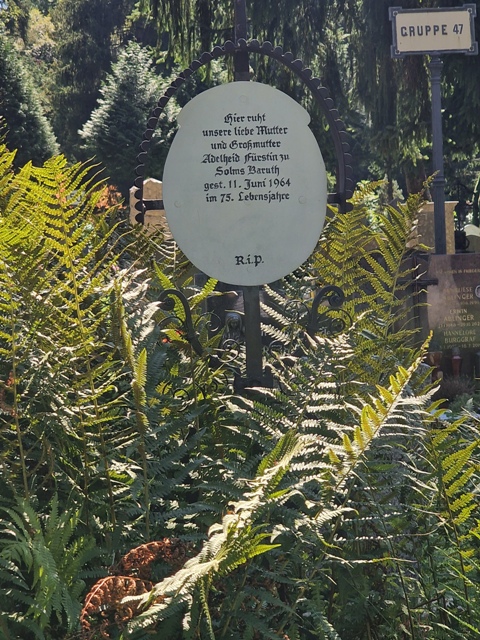 GRUPPE 47
Hier ruht
unsere liebe Mutter
und Großmutter
Adelheid Fürstin zu
Solms Baruth
gest. 11. Juni 1964
im 75. Lebensjahre
R.i.p.
BURGGRAF